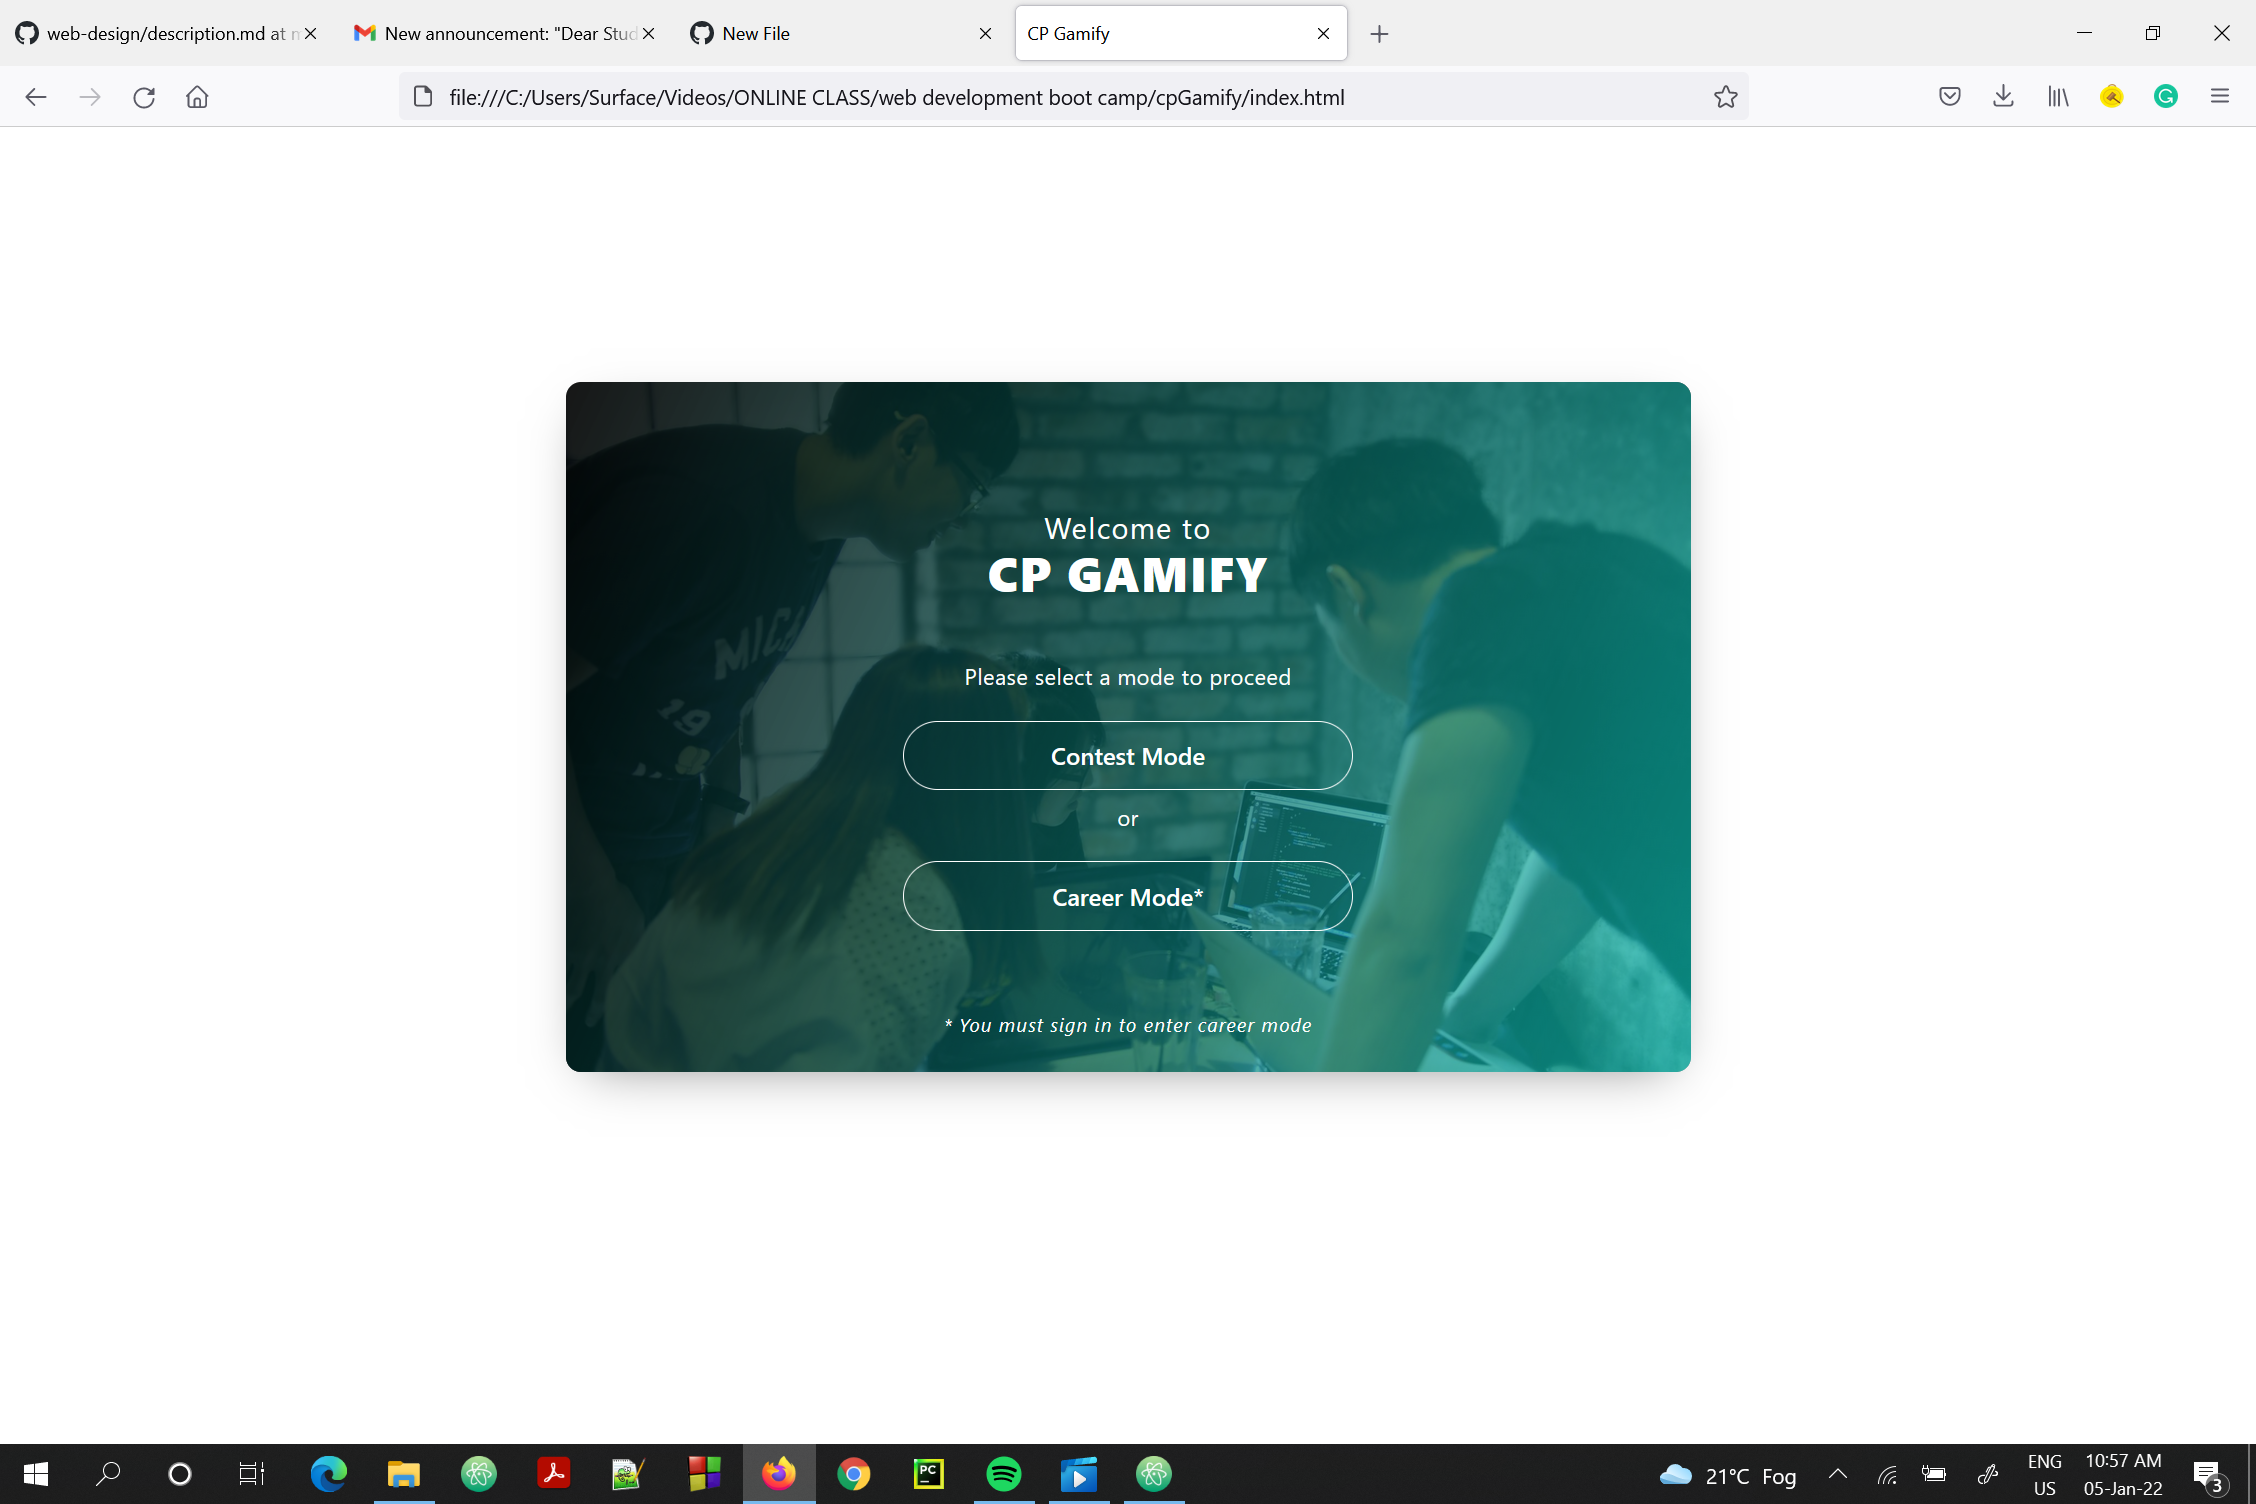 web-design/description.md at m
New announcement: "Dear Stud
New File
CP Gamify
file:///C:/Users/Surface/Videos/ONLINE CLASS/web development boot camp/cpGamify/index.html
Welcome to
CP GAMIFY
Please select a mode to proceed
Contest Mode
or
Career Mode*
* You must sign in to enter career mode
MICH
19
PC
21°C Fog
ENG
US
10:57 AM
05-Jan-22
3